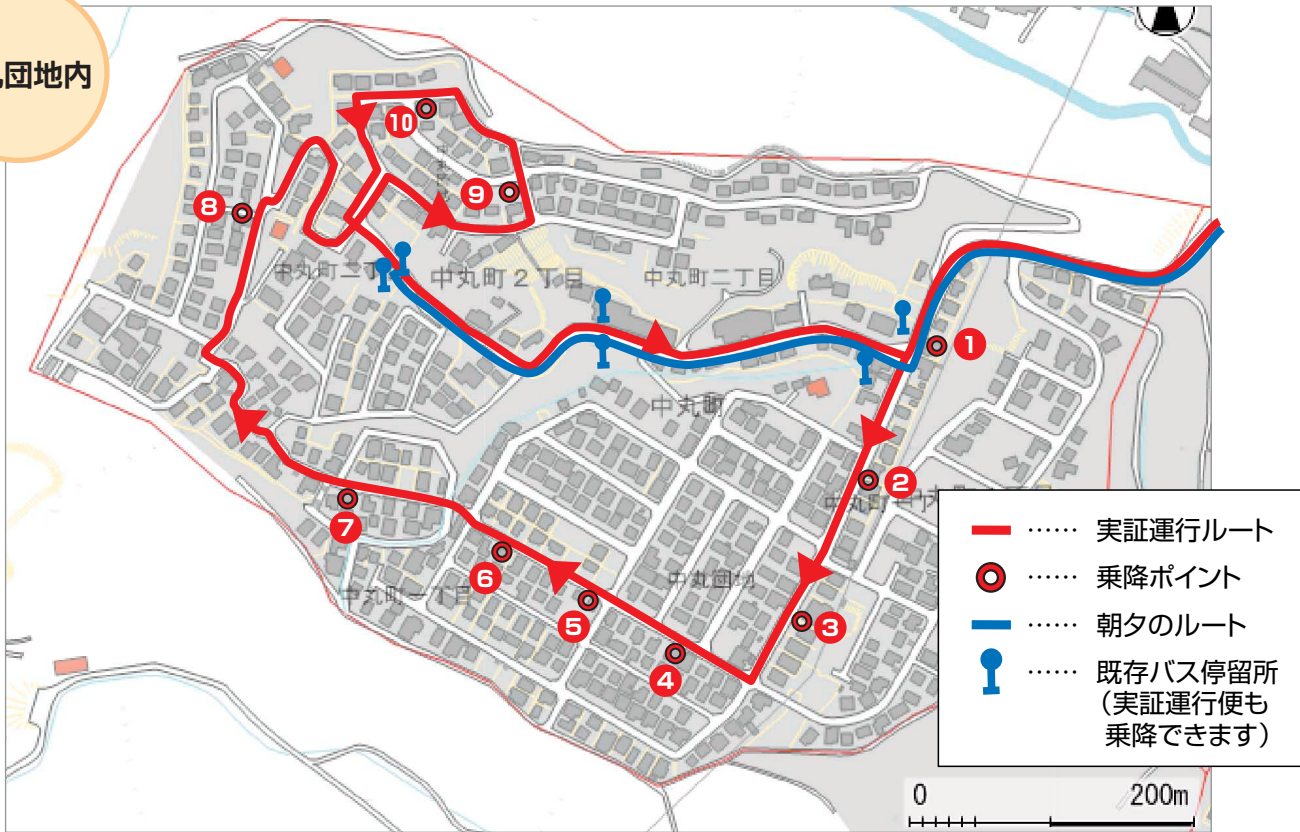 団地内
10
9
8
中丸町二丁目
中丸町2丁目
中丸町二丁目
1
中丸町
2
7
6
中丸団地
中丸町一丁目
5
3
4
━ …… 実証運行ルート
◎ …… 乗降ポイント
━ …… 朝夕のルート
…… 既存バス停留所
（実証運行便も
乗降できます）
0 200m